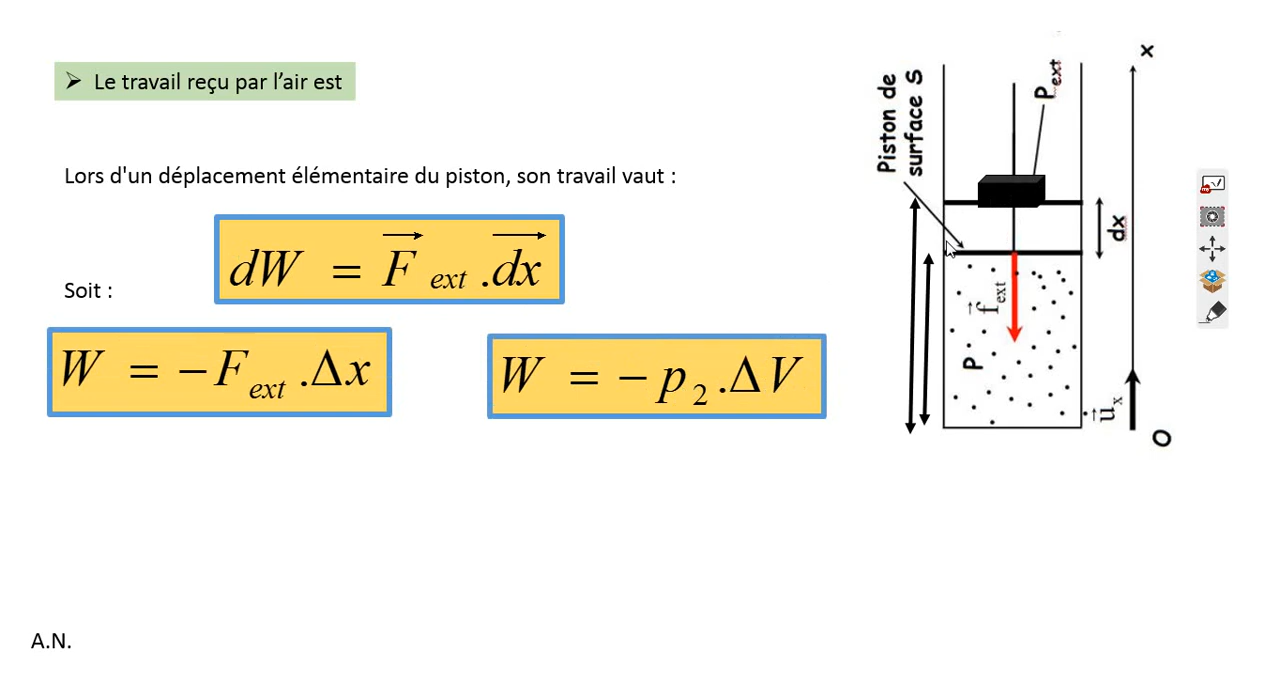 ➢ Le travail reçu par l'air est
Lors d'un déplacement élémentaire du piston, son travail vaut :
dW = F⃗ ext .dx⃗
Soit :
W = −F ext .Δx
W = − p₂ .ΔV
A.N.
Piston de
surface S
P ext
x
dx
f⃗ ext
P
u⃗ x
O